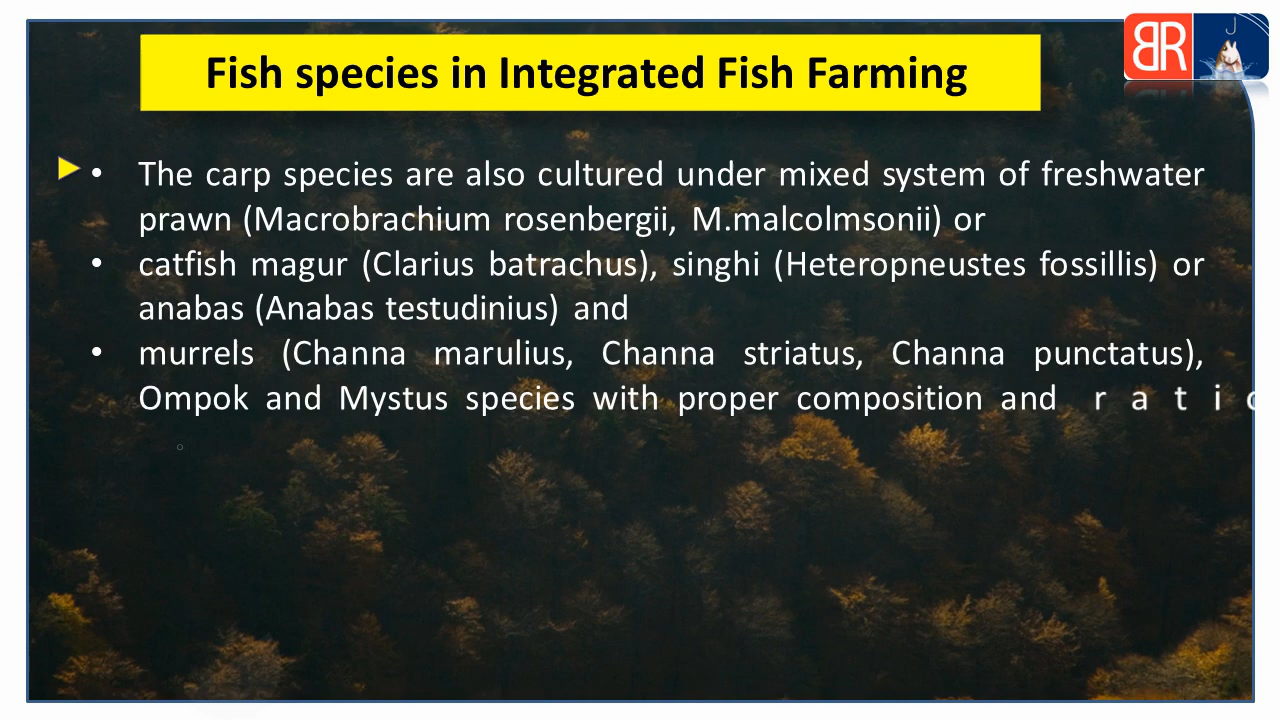 Fish species in Integrated Fish Farming
BR
• The carp species are also cultured under mixed system of freshwater
prawn (Macrobrachium rosenbergii, M.malcolmsonii) or
• catfish magur (Clarius batrachus), singhi (Heteropneustes fossillis) or
anabas (Anabas testudinius) and
• murrels (Channa marulius, Channa striatus, Channa punctatus),
Ompok and Mystus species with proper composition and r a t i o